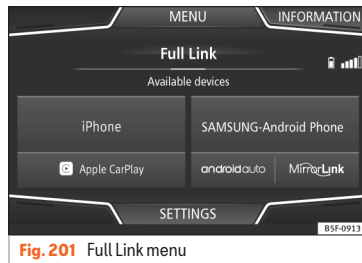 MENU INFORMATION
Full Link
Available devices
iPhone SAMSUNG-Android Phone
Apple CarPlay androidauto MirrorLink
SETTINGS
B5F-0913
Fig. 201 Full Link menu